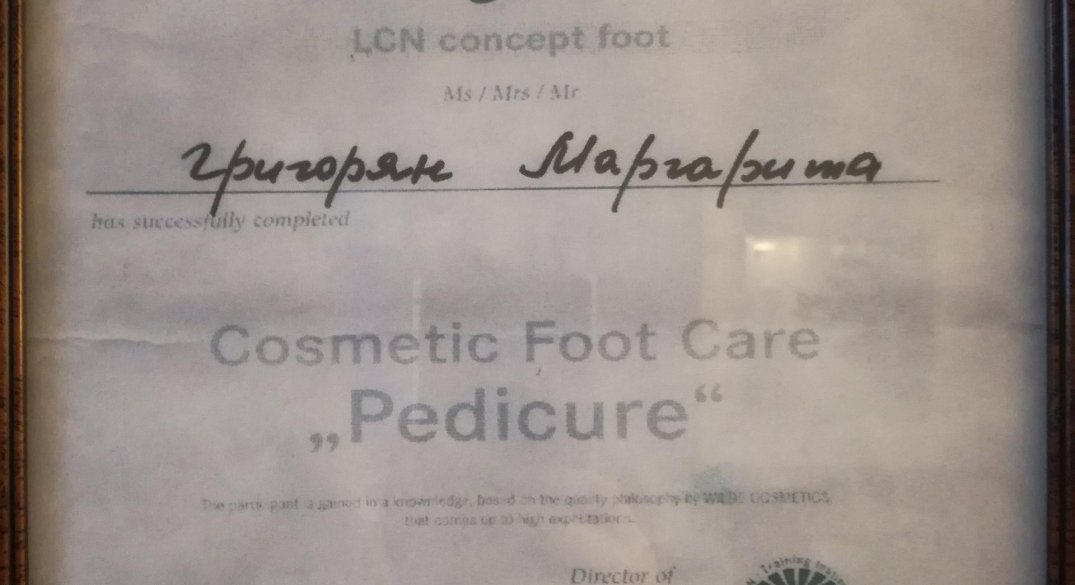 LCN concept foot
Ms / Mrs / Mr
Григорян Маргарита
has successfully completed
Cosmetic Foot Care
„Pedicure“
The participant gained in a knowledge, based on the quality philosophy by WILDE COSMETICS,
that comes up to high expectations.
Director of
Training